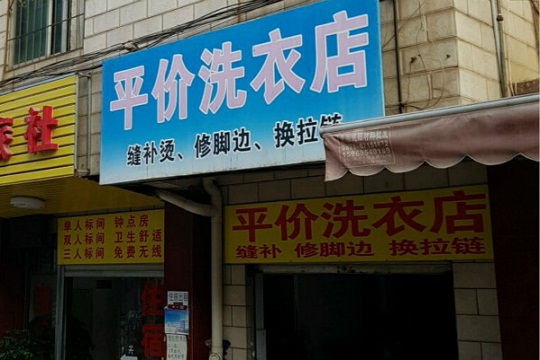 平价洗衣店
缝补烫、修脚边、换拉链
社
单人标间 钟点房
双人标间 卫生舒适
三人标间 免费无线
平价洗衣店
缝补 修脚边 换拉链